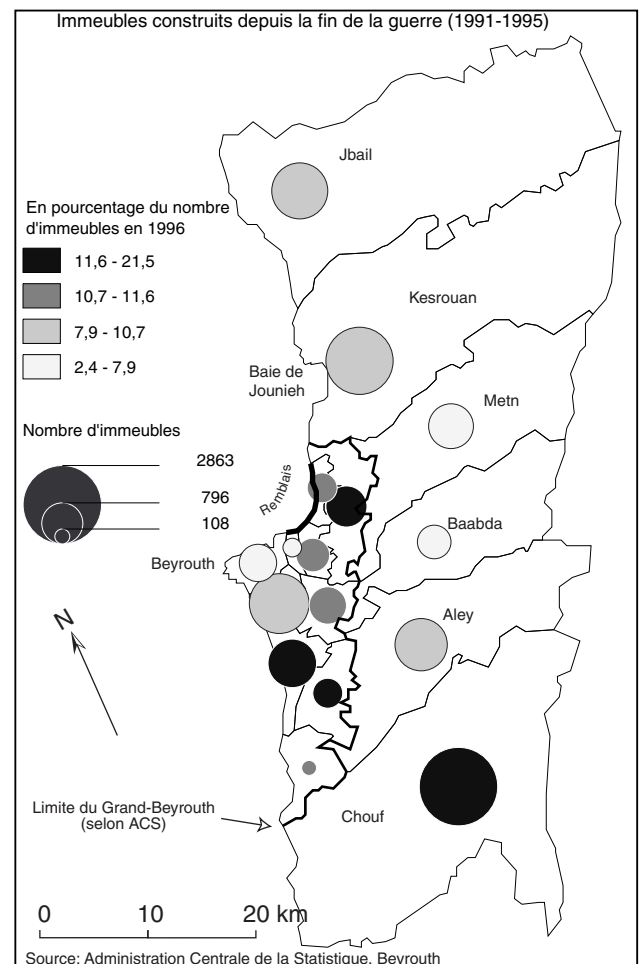 Immeubles construits depuis la fin de la guerre (1991-1995)
Jbail
En pourcentage du nombre
d'immeubles en 1996
11,6 - 21,5
10,7 - 11,6
7,9 - 10,7
2,4 - 7,9
Kesrouan
Baie de
Jounieh
Metn
Nombre d'immeubles
2863
796
108
Remblais
Baabda
Beyrouth
N
Aley
Limite du Grand-Beyrouth
(selon ACS)
Chouf
0 10 20 km
Source: Administration Centrale de la Statistique, Beyrouth